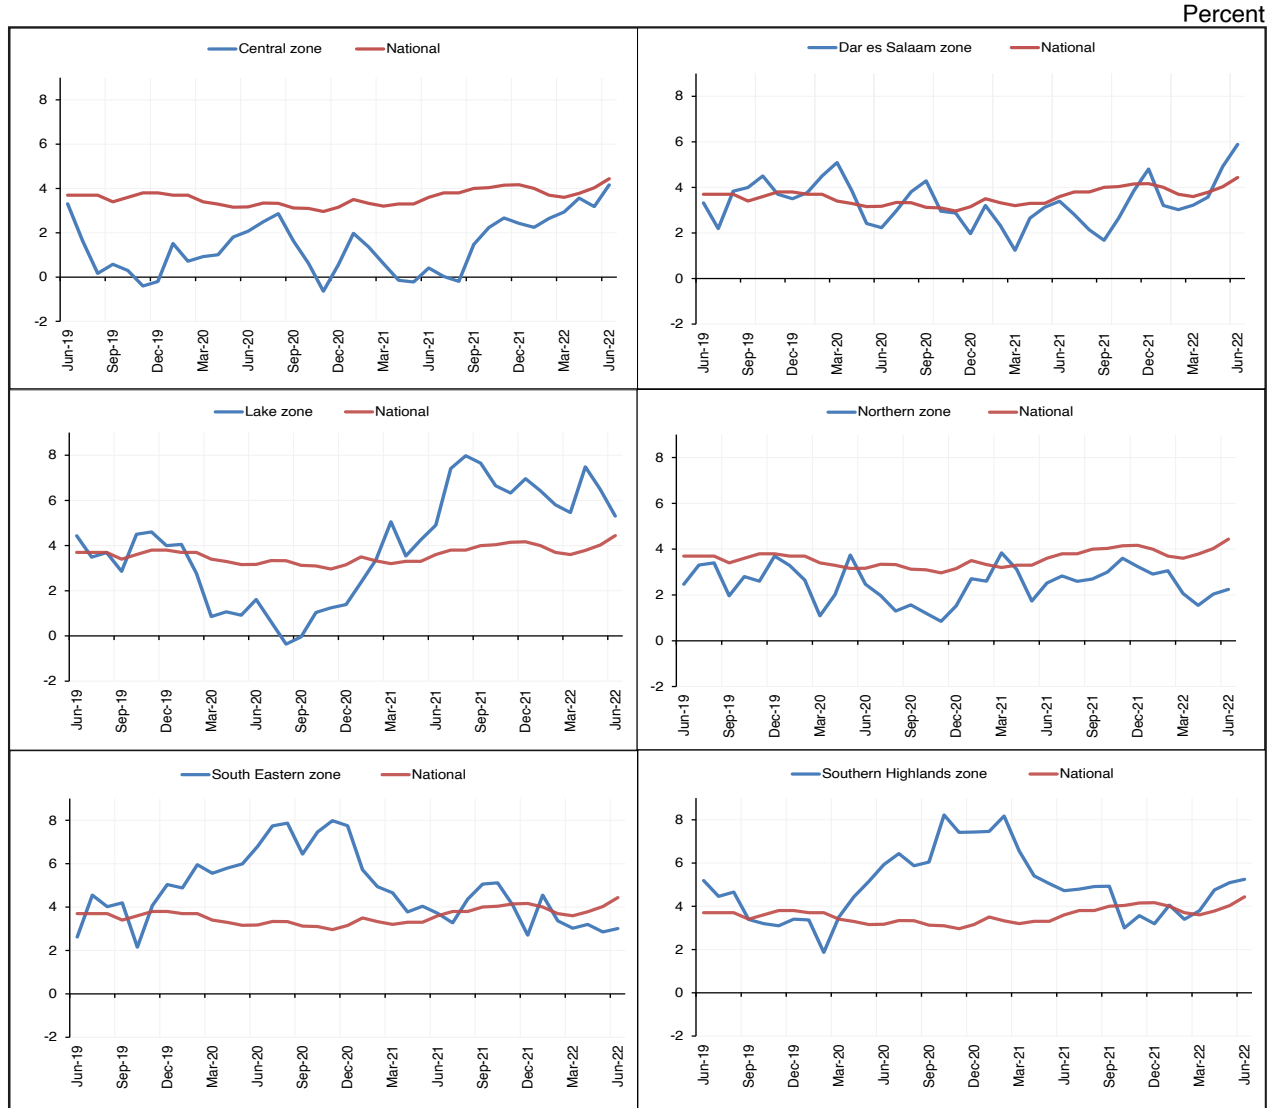 Percent
Central zone National
8
6
4
2
0
-2
Jun-19 Sep-19 Dec-19 Mar-20 Jun-20 Sep-20 Dec-20 Mar-21 Jun-21 Sep-21 Dec-21 Mar-22 Jun-22
Dar es Salaam zone National
8
6
4
2
0
-2
Jun-19 Sep-19 Dec-19 Mar-20 Jun-20 Sep-20 Dec-20 Mar-21 Jun-21 Sep-21 Dec-21 Mar-22 Jun-22
Lake zone National
8
6
4
2
0
-2
Jun-19 Sep-19 Dec-19 Mar-20 Jun-20 Sep-20 Dec-20 Mar-21 Jun-21 Sep-21 Dec-21 Mar-22 Jun-22
Northern zone National
8
6
4
2
0
-2
Jun-19 Sep-19 Dec-19 Mar-20 Jun-20 Sep-20 Dec-20 Mar-21 Jun-21 Sep-21 Dec-21 Mar-22 Jun-22
South Eastern zone National
8
6
4
2
0
-2
Jun-19 Sep-19 Dec-19 Mar-20 Jun-20 Sep-20 Dec-20 Mar-21 Jun-21 Sep-21 Dec-21 Mar-22 Jun-22
Southern Highlands zone National
8
6
4
2
0
-2
Jun-19 Sep-19 Dec-19 Mar-20 Jun-20 Sep-20 Dec-20 Mar-21 Jun-21 Sep-21 Dec-21 Mar-22 Jun-22